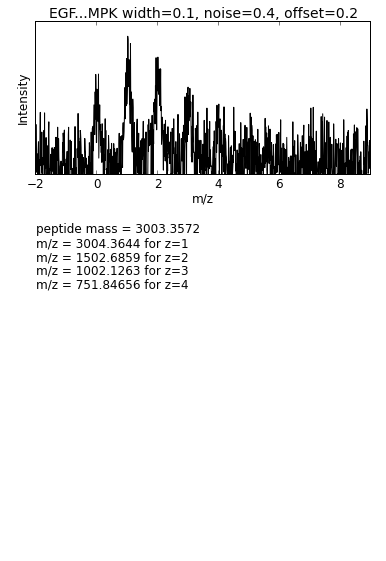 EGF...MPK width=0.1, noise=0.4, offset=0.2
Intensity
−2 0 2 4 6 8
m/z
peptide mass = 3003.3572
m/z = 3004.3644 for z=1
m/z = 1502.6859 for z=2
m/z = 1002.1263 for z=3
m/z = 751.84656 for z=4